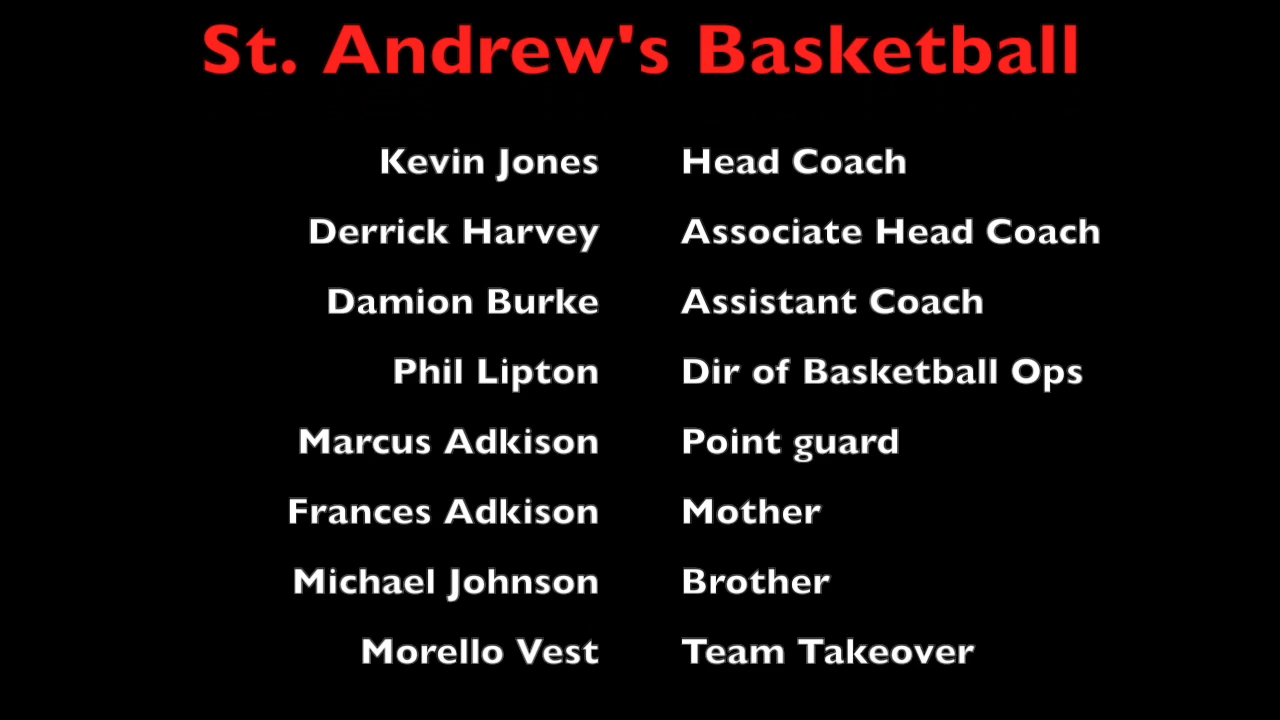 St. Andrew's Basketball
Kevin Jones Head Coach
Derrick Harvey Associate Head Coach
Damion Burke Assistant Coach
Phil Lipton Dir of Basketball Ops
Marcus Adkison Point guard
Frances Adkison Mother
Michael Johnson Brother
Morello Vest Team Takeover